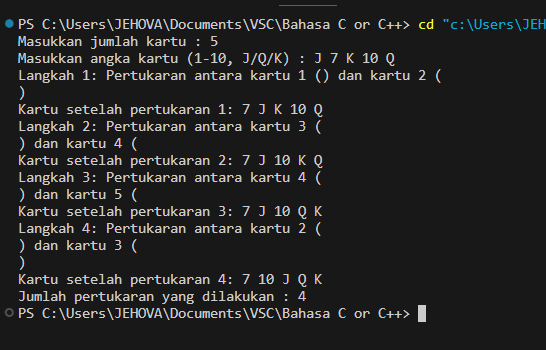 PS C:\Users\JEHOVA\Documents\VSC\Bahasa C or C++> cd "c:\Users\JEH
Masukkan jumlah kartu : 5
Masukkan angka kartu (1-10, J/Q/K) : J 7 K 10 Q
Langkah 1: Pertukaran antara kartu 1 () dan kartu 2 (
)
Kartu setelah pertukaran 1: 7 J K 10 Q
Langkah 2: Pertukaran antara kartu 3 (
) dan kartu 4 (
Kartu setelah pertukaran 2: 7 J 10 K Q
Langkah 3: Pertukaran antara kartu 4 (
) dan kartu 5 (
Kartu setelah pertukaran 3: 7 J 10 Q K
Langkah 4: Pertukaran antara kartu 2 (
) dan kartu 3 (
)
Kartu setelah pertukaran 4: 7 10 J Q K
Jumlah pertukaran yang dilakukan : 4
PS C:\Users\JEHOVA\Documents\VSC\Bahasa C or C++>